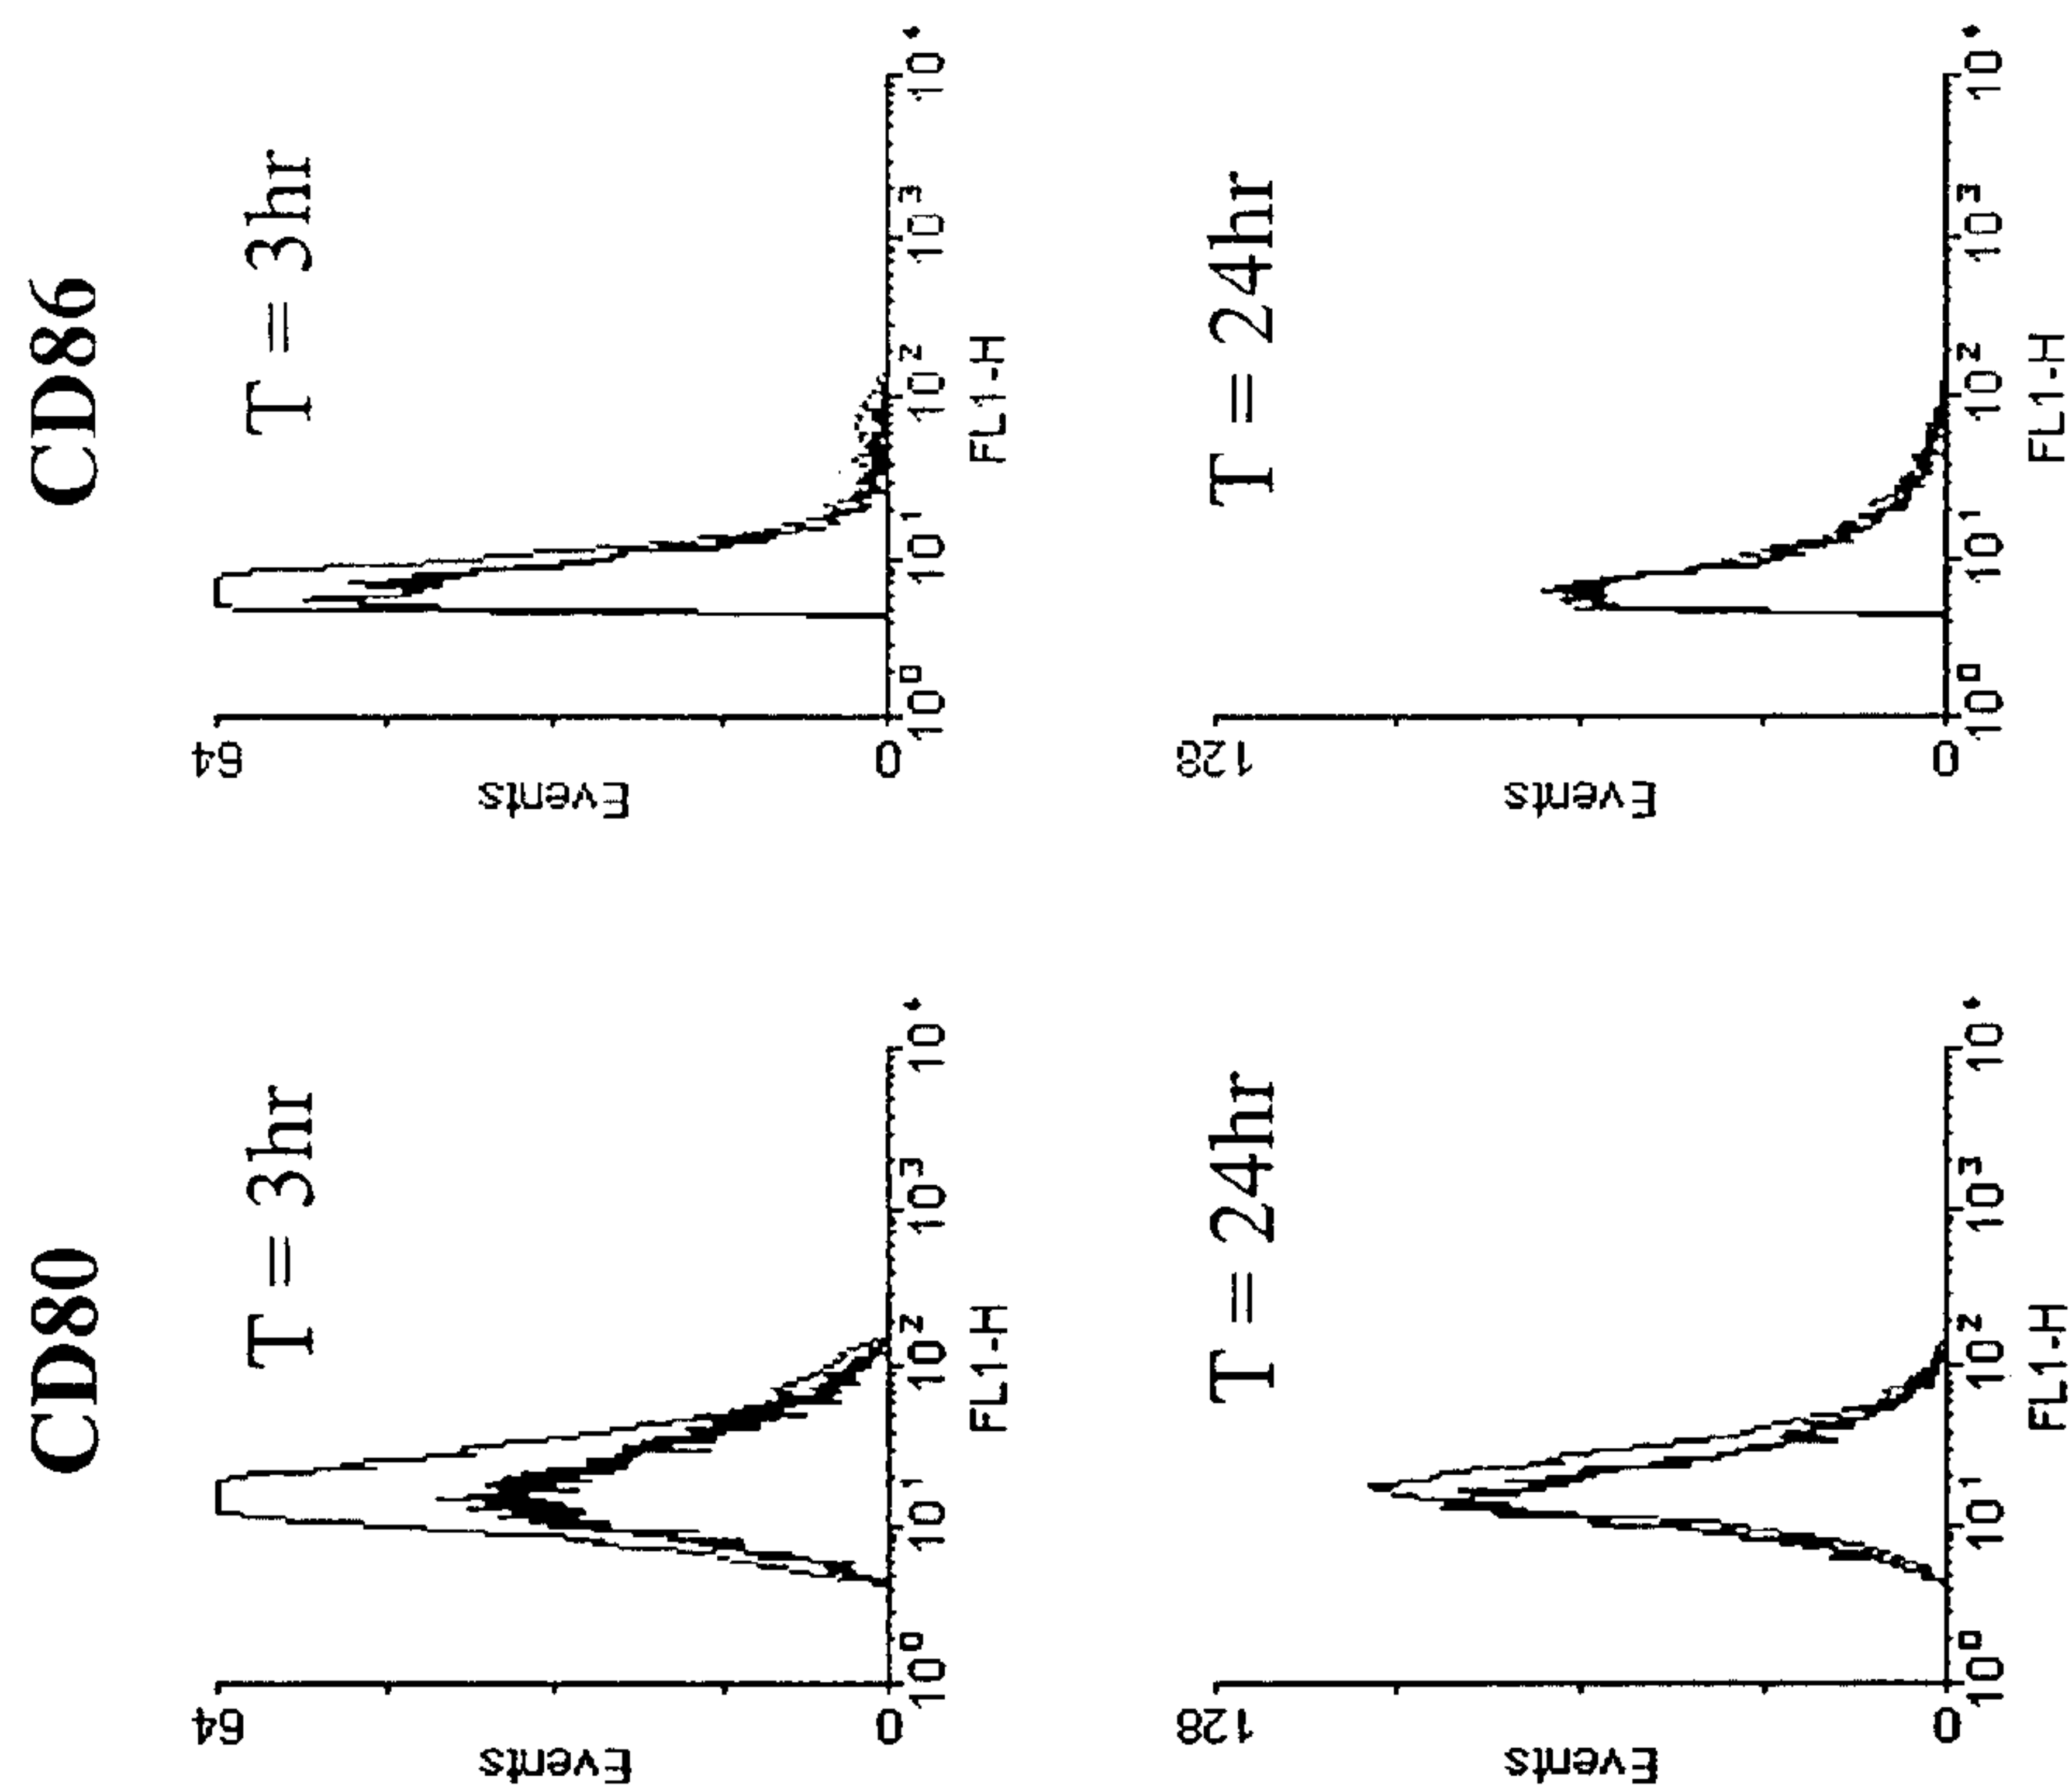 CD80
CD86
T = 3hr
64
Events
0
10⁰ 10¹ 10² 10³ 10⁴
FL1-H
T = 3hr
64
Events
0
10⁰ 10¹ 10² 10³ 10⁴
FL1-H
T = 24hr
128
Events
0
10⁰ 10¹ 10² 10³ 10⁴
FL1-H
T = 24hr
128
Events
0
10⁰ 10¹ 10² 10³ 10⁴
FL1-H